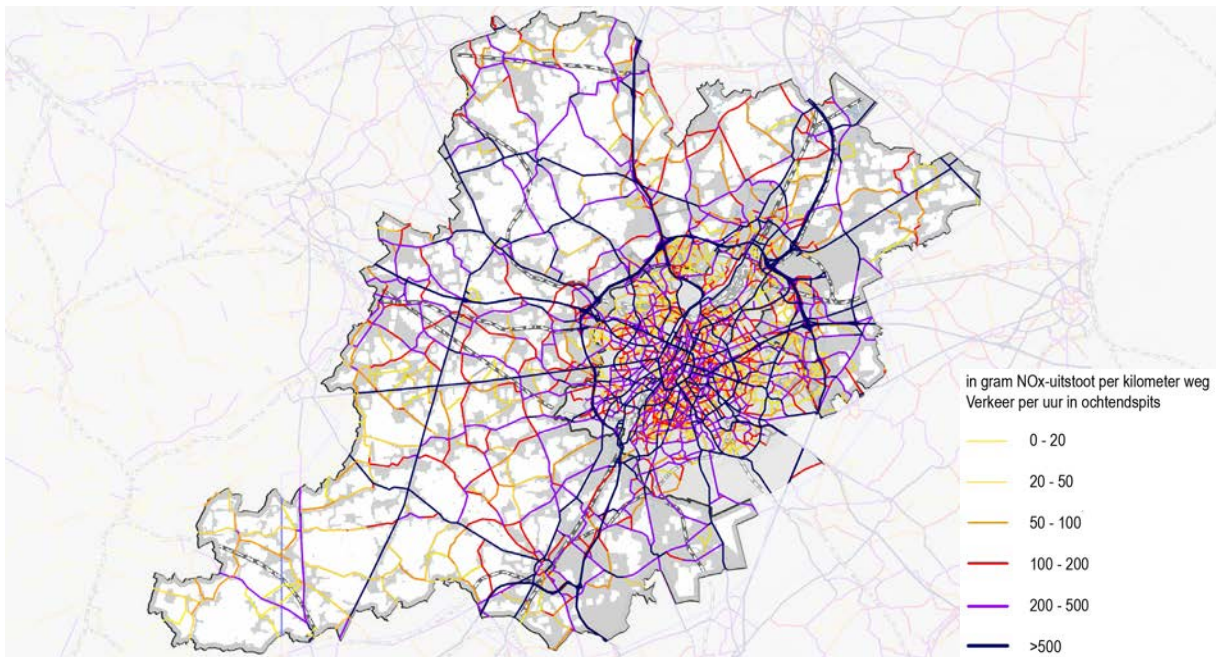 in gram NOx-uitstoot per kilometer weg
Verkeer per uur in ochtendspits
0 - 20
20 - 50
50 - 100
100 - 200
200 - 500
>500